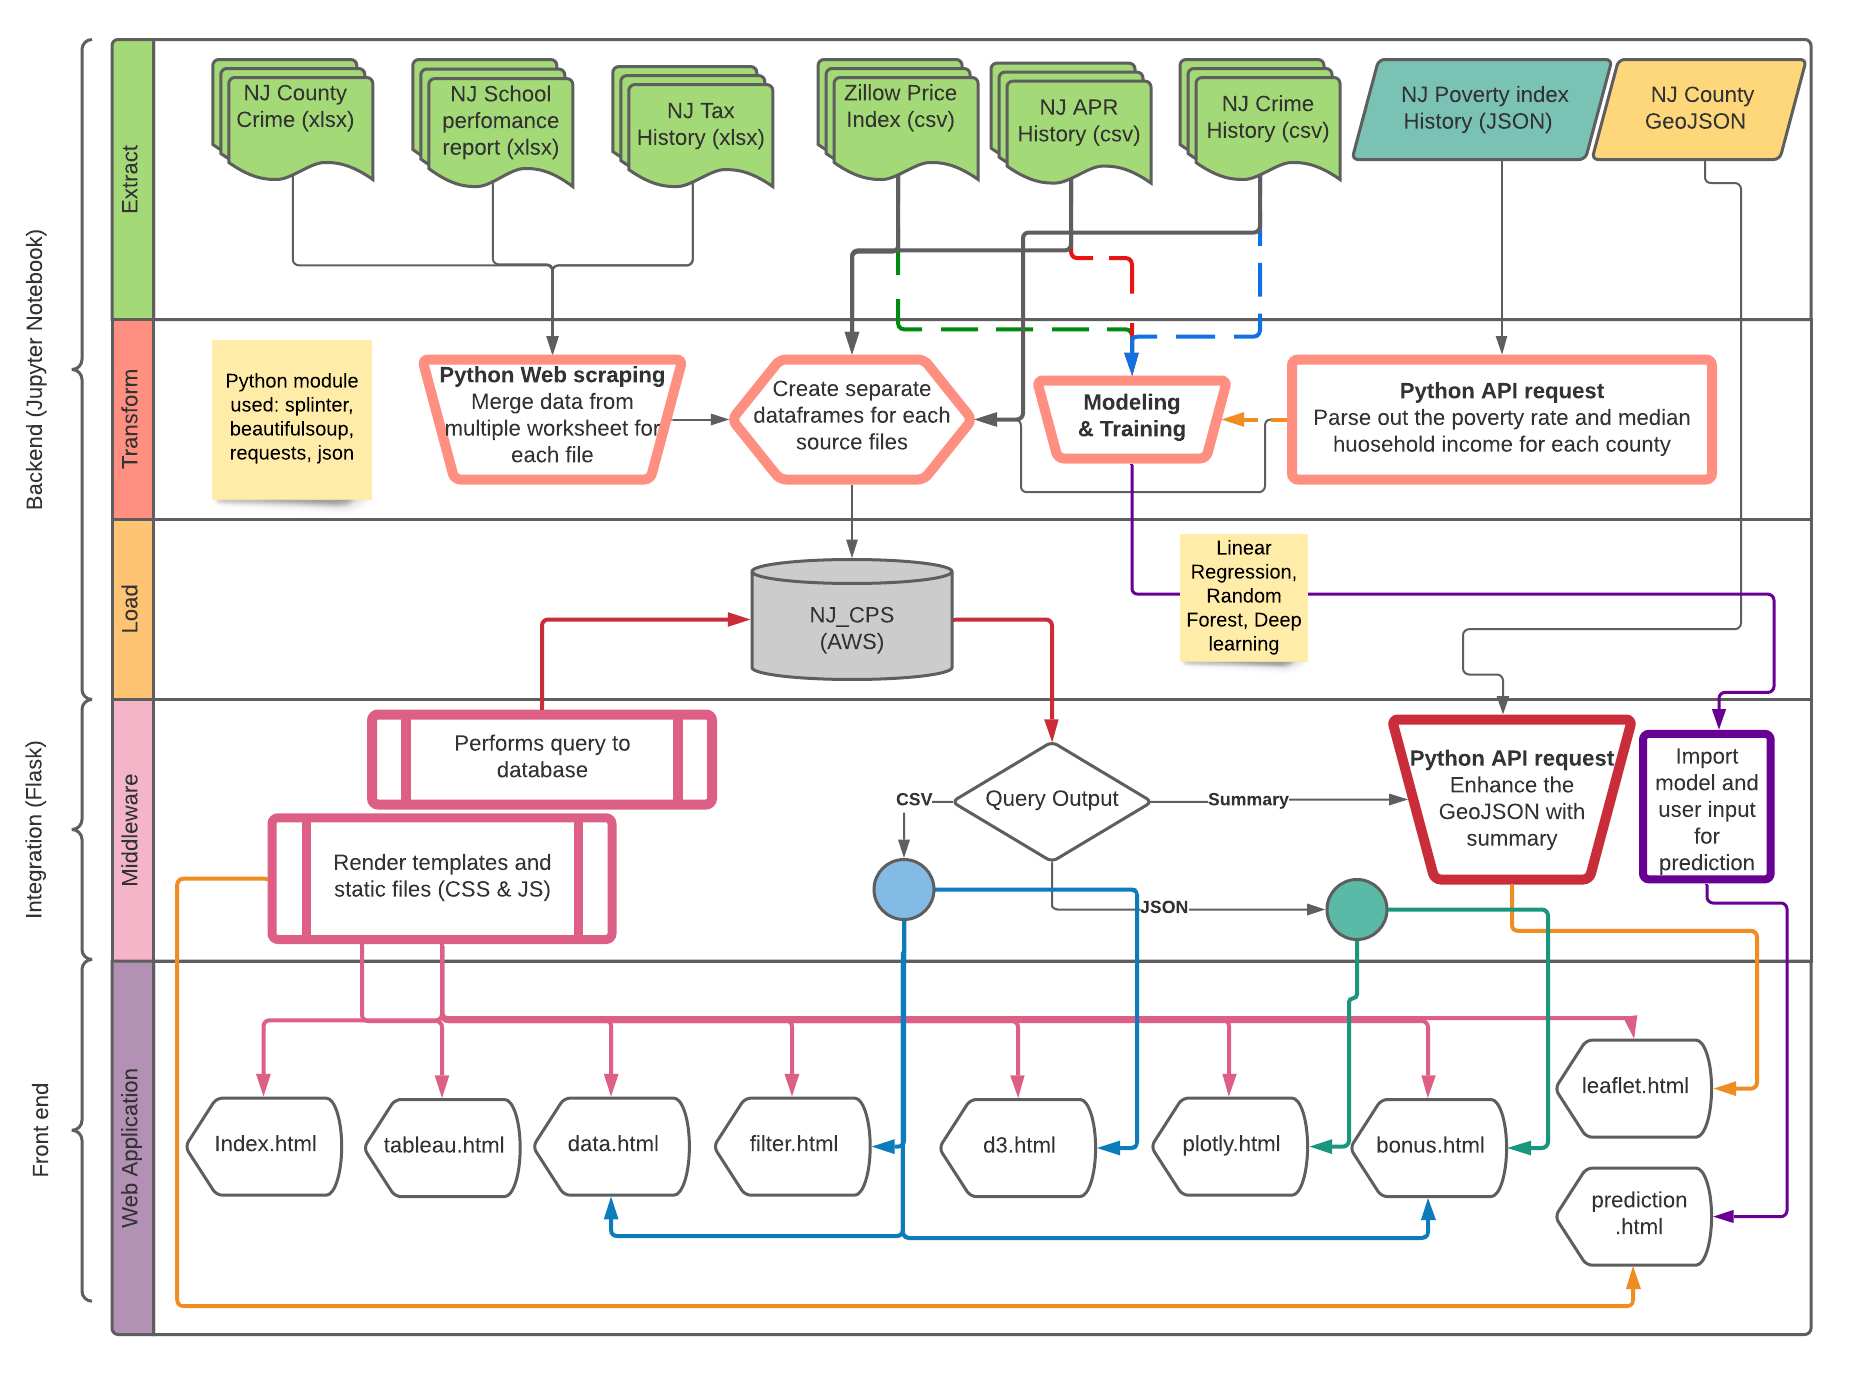 Backend (Jupyter Notebook)
Integration (Flask)
Front end
Extract
NJ County
Crime (xlsx)
NJ School
perfomance
report (xlsx)
NJ Tax
History (xlsx)
Zillow Price
Index (csv)
NJ APR
History (csv)
NJ Crime
History (csv)
NJ Poverty index
History (JSON)
NJ County
GeoJSON
Transform
Python module
used: splinter,
beautifulsoup,
requests, json
Python Web scraping
Merge data from
multiple worksheet for
each file
Create separate
dataframes for each
source files
Modeling
& Training
Python API request
Parse out the poverty rate and median
huosehold income for each county
Load
NJ_CPS
(AWS)
Linear
Regression,
Random
Forest, Deep
learning
Middleware
Performs query to
database
Render templates and
static files (CSS & JS)
CSV
Query Output
Summary
JSON
Python API request
Enhance the
GeoJSON with
summary
Import
model and
user input
for
prediction
Web Application
Index.html
tableau.html
data.html
filter.html
d3.html
plotly.html
bonus.html
leaflet.html
prediction
.html